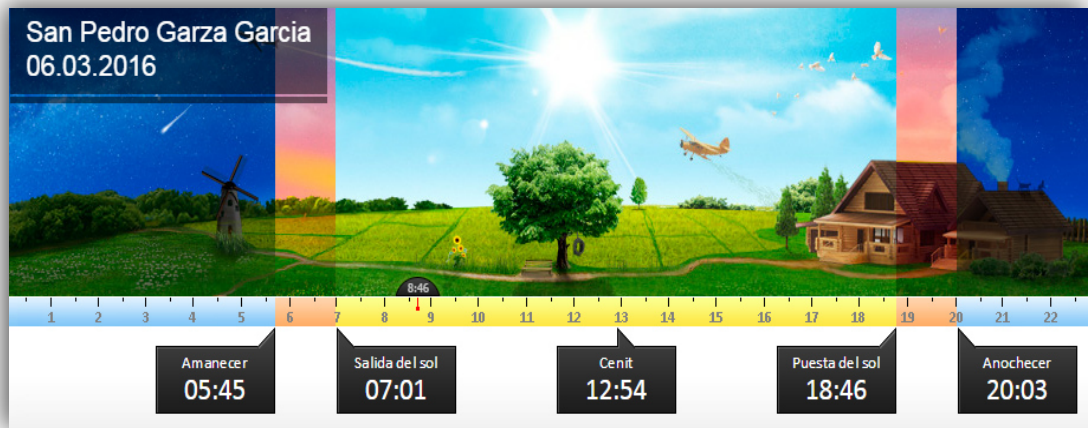 San Pedro Garza Garcia
06.03.2016
8:46
1 2 3 4 5 6 7 8 9 10 11 12 13 14 15 16 17 18 19 20 21 22
Amanecer
05:45
Salida del sol
07:01
Cenit
12:54
Puesta del sol
18:46
Anochecer
20:03